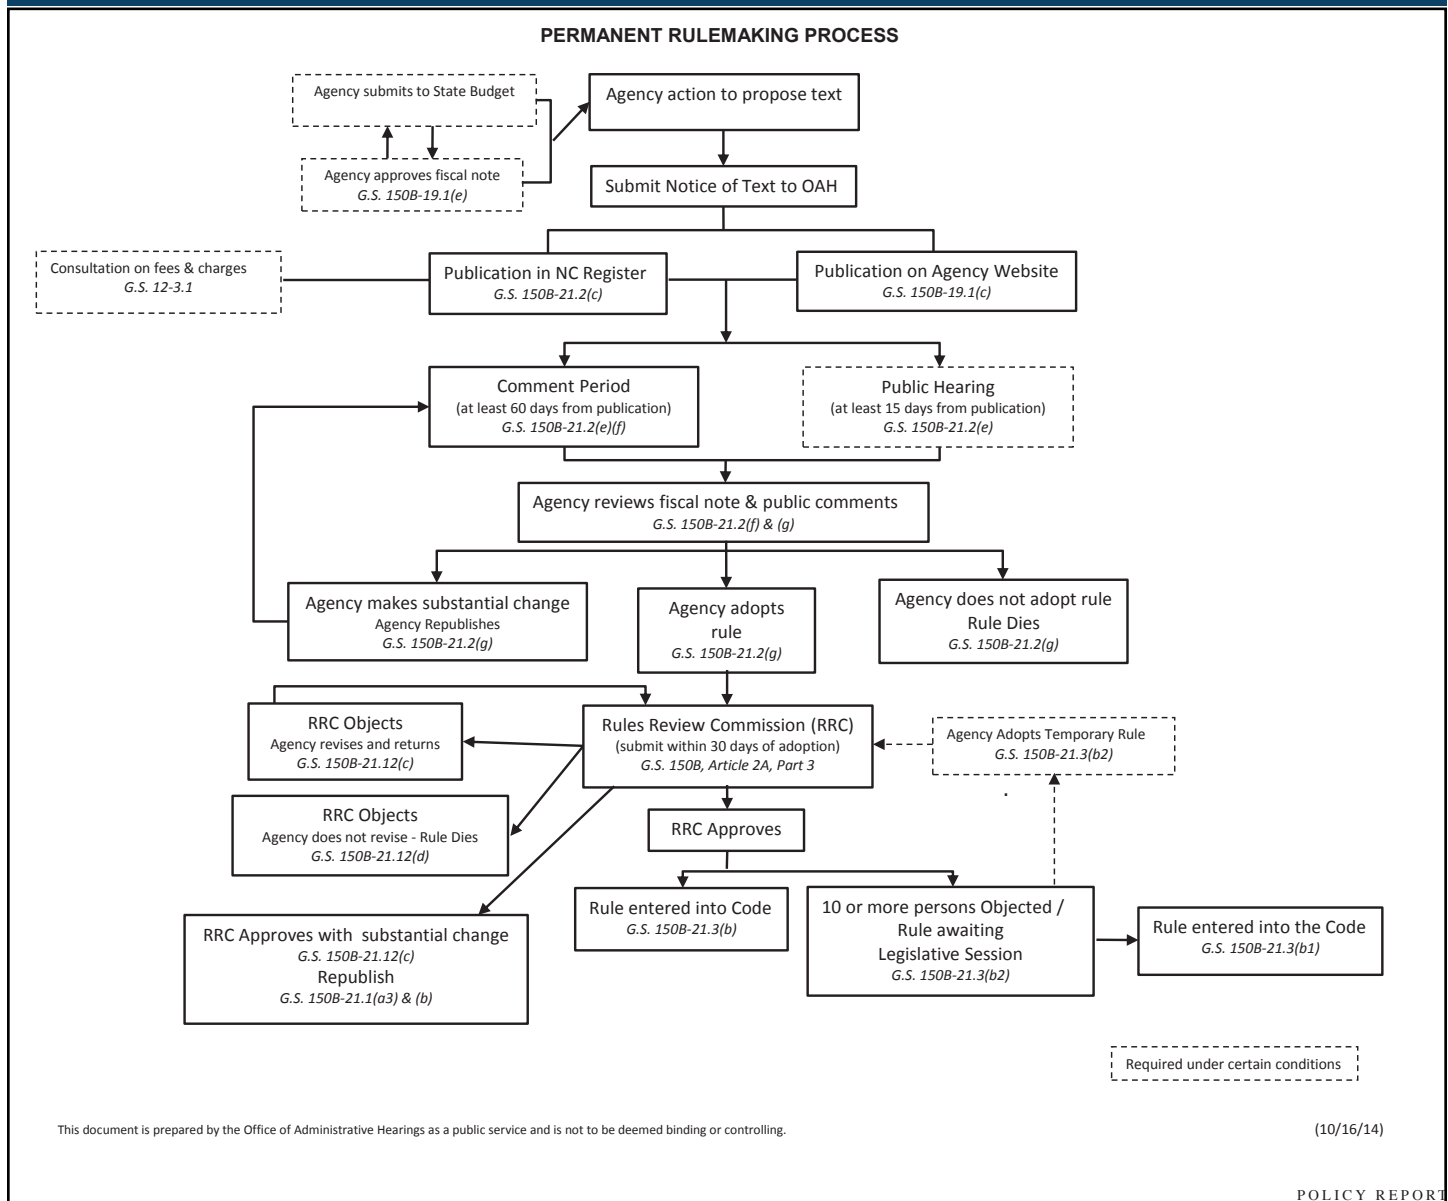 PERMANENT RULEMAKING PROCESS
Agency submits to State Budget
Agency action to propose text
Agency approves fiscal note
G.S. 150B-19.1(e)
Submit Notice of Text to OAH
Consultation on fees & charges
G.S. 12-3.1
Publication in NC Register
G.S. 150B-21.2(c)
Publication on Agency Website
G.S. 150B-19.1(c)
Comment Period
(at least 60 days from publication)
G.S. 150B-21.2(e)(f)
Public Hearing
(at least 15 days from publication)
G.S. 150B-21.2(e)
Agency reviews fiscal note & public comments
G.S. 150B-21.2(f) & (g)
Agency makes substantial change
Agency Republishes
G.S. 150B-21.2(g)
Agency adopts
rule
G.S. 150B-21.2(g)
Agency does not adopt rule
Rule Dies
G.S. 150B-21.2(g)
RRC Objects
Agency revises and returns
G.S. 150B-21.12(c)
Rules Review Commission (RRC)
(submit within 30 days of adoption)
G.S. 150B, Article 2A, Part 3
Agency Adopts Temporary Rule
G.S. 150B-21.3(b2)
.
RRC Objects
Agency does not revise - Rule Dies
G.S. 150B-21.12(d)
RRC Approves
RRC Approves with substantial change
G.S. 150B-21.12(c)
Republish
G.S. 150B-21.1(a3) & (b)
Rule entered into Code
G.S. 150B-21.3(b)
10 or more persons Objected /
Rule awaiting
Legislative Session
G.S. 150B-21.3(b2)
Rule entered into the Code
G.S. 150B-21.3(b1)
Required under certain conditions
This document is prepared by the Office of Administrative Hearings as a public service and is not to be deemed binding or controlling.
(10/16/14)
POLICY REPORT